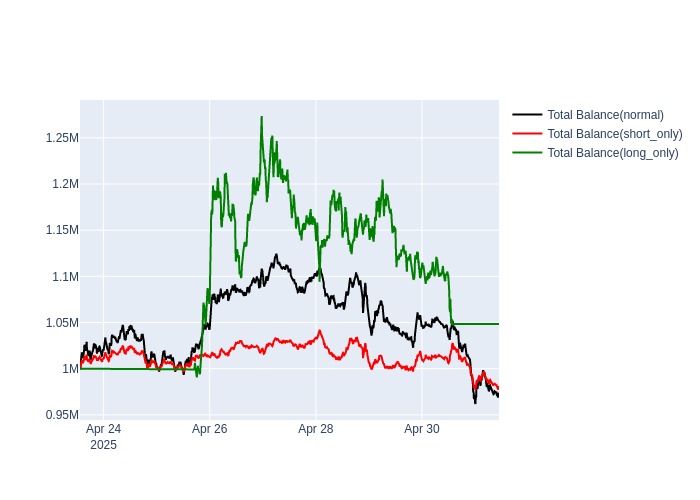 Total Balance(normal)
Total Balance(short_only)
Total Balance(long_only)
1.25M
1.2M
1.15M
1.1M
1.05M
1M
0.95M
Apr 24
2025
Apr 26
Apr 28
Apr 30